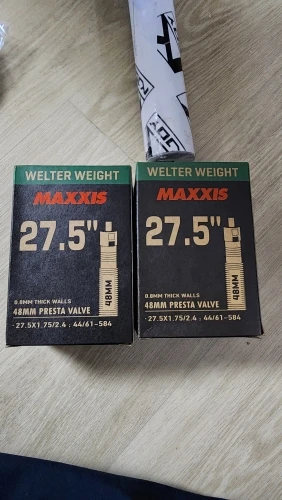 WELTER WEIGHT
MAXXIS
27.5"
48MM
0.8MM THICK WALLS
48MM PRESTA VALVE
27.5X1.75/2.4 : 44/61-584
WELTER WEIGHT
MAXXIS
27.5"
48MM
0.8MM THICK WALLS
48MM PRESTA VALVE
27.5X1.75/2.4 : 44/61-584